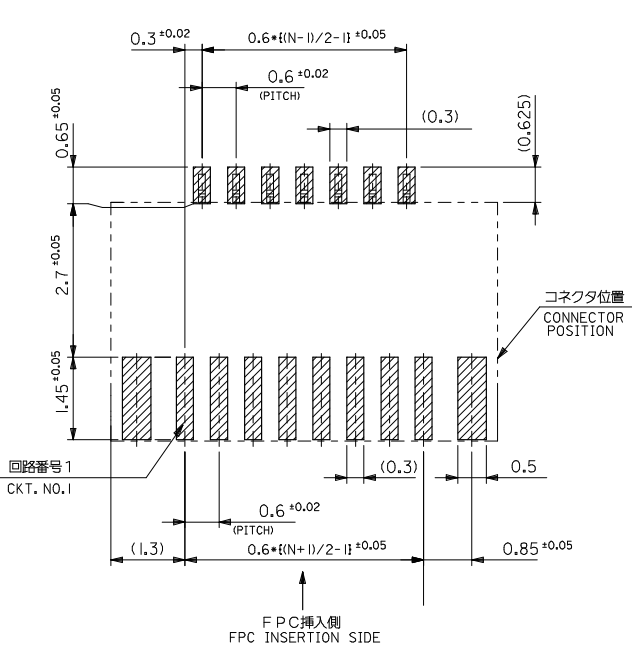 0.3 ±0.02
0.6*{(N-1)/2-1} ±0.05
0.6 ±0.02
(PITCH)
(0.3)
(0.625)
0.65 ±0.05
2.7 ±0.05
1.45 ±0.05
コネクタ位置
CONNECTOR
POSITION
回路番号1
CKT. NO.1
(0.3)
0.5
0.6 ±0.02
(PITCH)
(1.3)
0.6*{(N+1)/2-1} ±0.05
0.85 ±0.05
FPC挿入側
FPC INSERTION SIDE